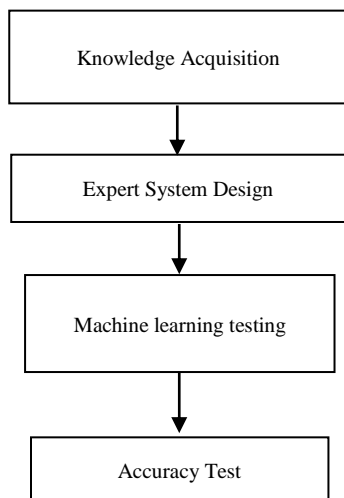 Knowledge Acquisition
Expert System Design
Machine learning testing
Accuracy Test